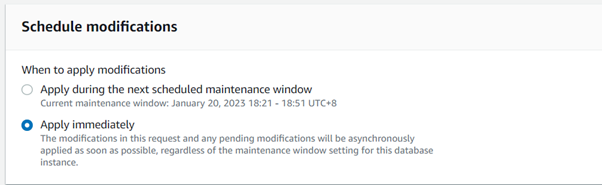 Schedule modifications
When to apply modifications
Apply during the next scheduled maintenance window
Current maintenance window: January 20, 2023 18:21 - 18:51 UTC+8
Apply immediately
The modifications in this request and any pending modifications will be asynchronously
applied as soon as possible, regardless of the maintenance window setting for this database
instance.